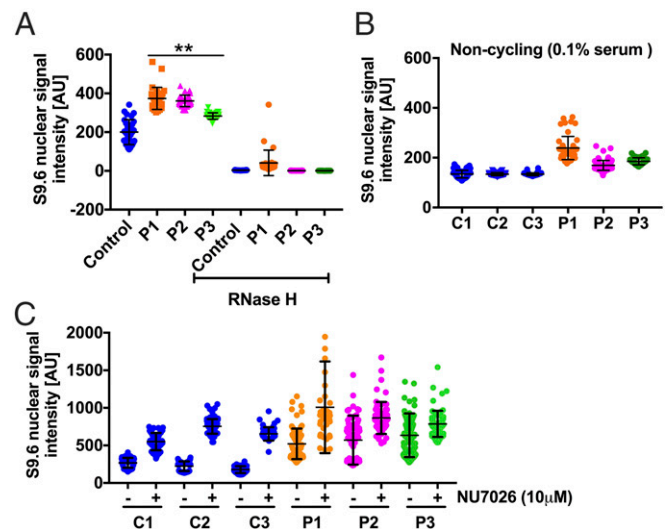 A
S9.6 nuclear signal
intensity [AU]
600
400
200
0
-200
**
Control
P1
P2
P3
Control
P1
P2
P3
RNase H
B
Non-cycling (0.1% serum )
S9.6 nuclear signal
intensity [AU]
600
400
200
0
C1 C2 C3 P1 P2 P3
C
S9.6 nuclear signal
intensity [AU]
2000
1500
1000
500
0
- + - + - + - + - + - + NU7026 (10μM)
C1 C2 C3 P1 P2 P3